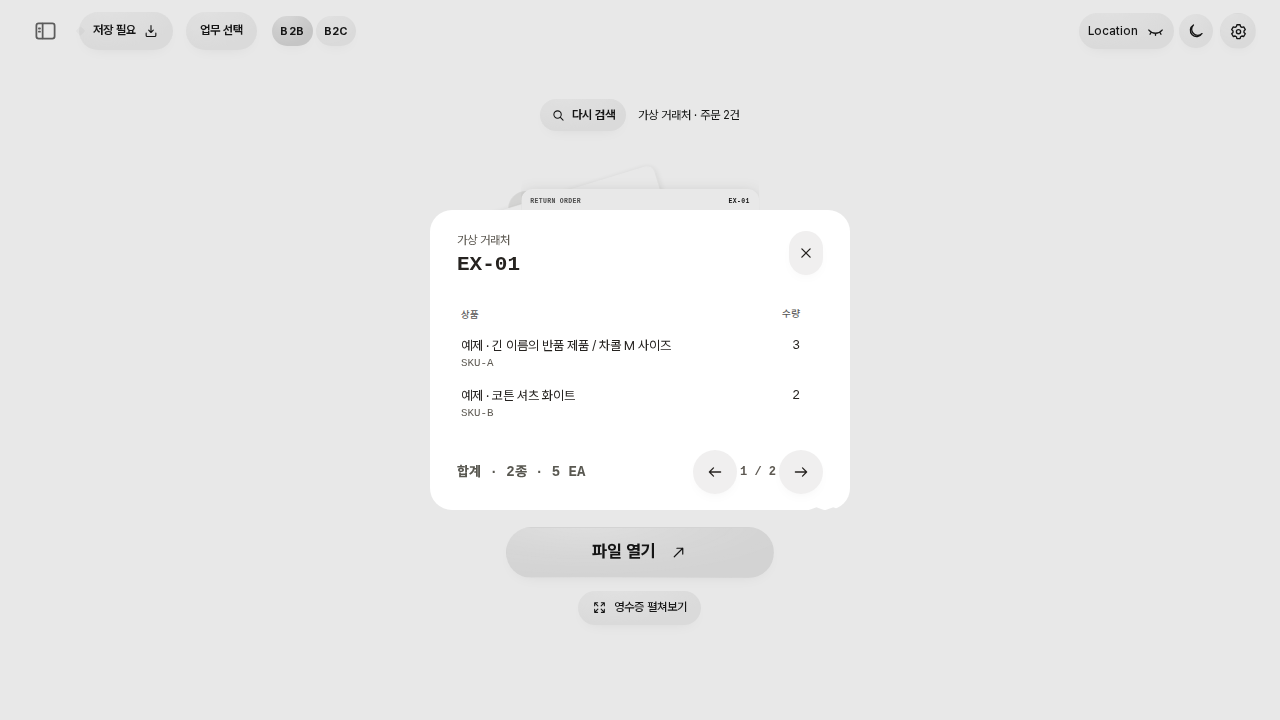 저장 필요
업무 선택
B2B
B2C
Location
다시 검색
가상 거래처 · 주문 2건
RETURN ORDER
EX-01
가상 거래처
EX-01
상품
수량
예제 · 긴 이름의 반품 제품 / 차콜 M 사이즈
3
SKU-A
예제 · 코튼 셔츠 화이트
2
SKU-B
합계 · 2종 · 5 EA
1 / 2
파일 열기
영수증 펼쳐보기